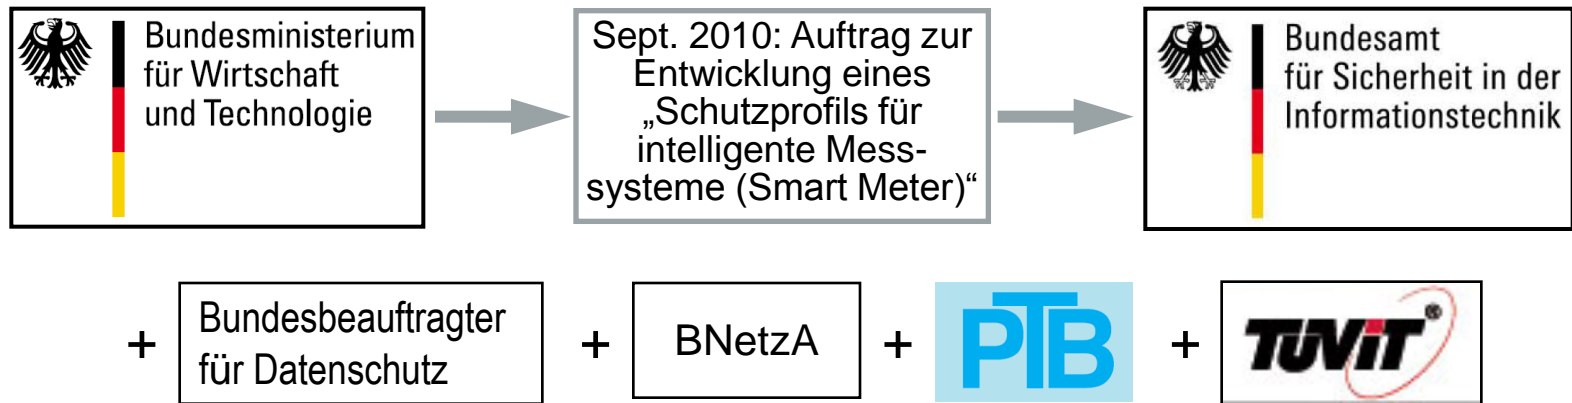 Bundesministerium
für Wirtschaft
und Technologie
Sept. 2010: Auftrag zur
Entwicklung eines
„Schutzprofils für
intelligente Mess-
systeme (Smart Meter)“
Bundesamt
für Sicherheit in der
Informationstechnik
+ Bundesbeauftragter
für Datenschutz
+ BNetzA + PTB + TÜViT®